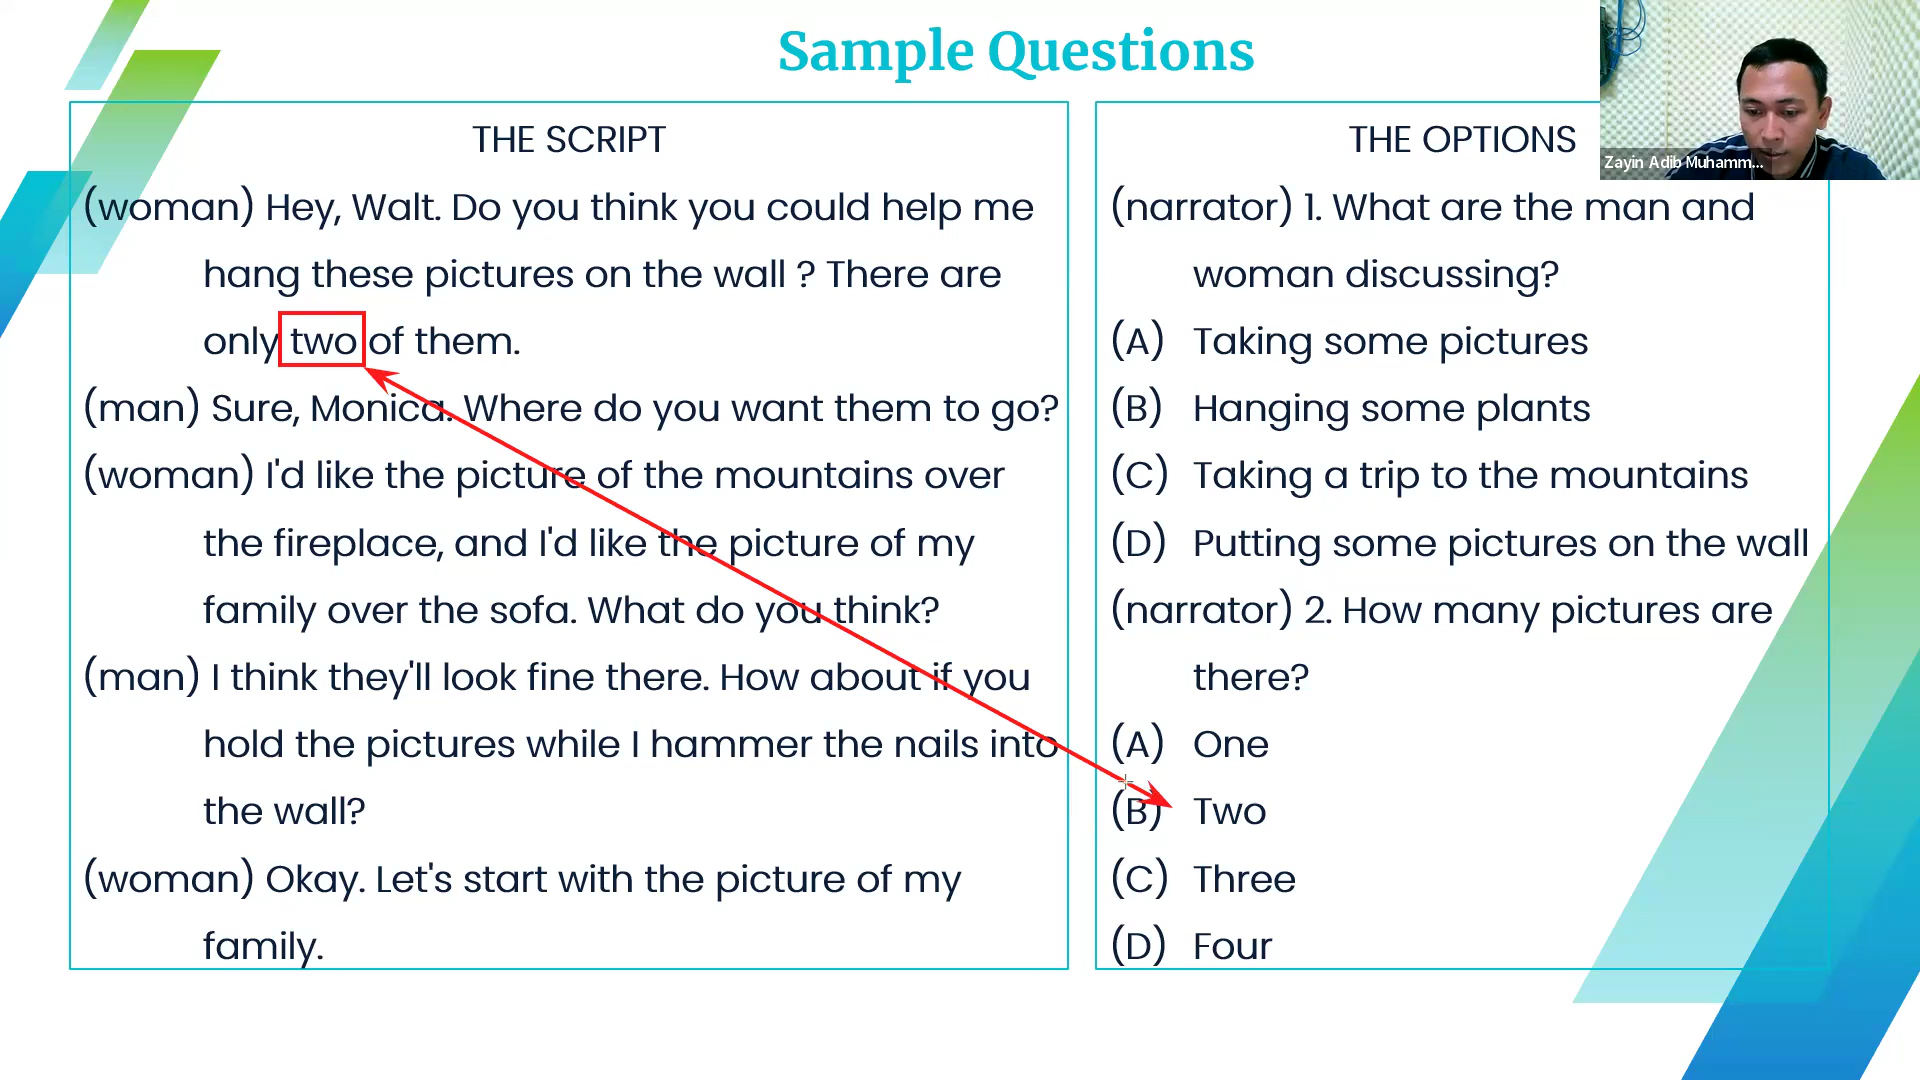 Sample Questions
THE SCRIPT
(woman) Hey, Walt. Do you think you could help me
hang these pictures on the wall ? There are
only two of them.
(man) Sure, Monica. Where do you want them to go?
(woman) I'd like the picture of the mountains over
the fireplace, and I'd like the picture of my
family over the sofa. What do you think?
(man) I think they'll look fine there. How about if you
hold the pictures while I hammer the nails into
the wall?
(woman) Okay. Let's start with the picture of my
family.
THE OPTIONS
(narrator) 1. What are the man and
woman discussing?
(A) Taking some pictures
(B) Hanging some plants
(C) Taking a trip to the mountains
(D) Putting some pictures on the wall
(narrator) 2. How many pictures are
there?
(A) One
(B) Two
(C) Three
(D) Four
Zayin Adib Muhamm...